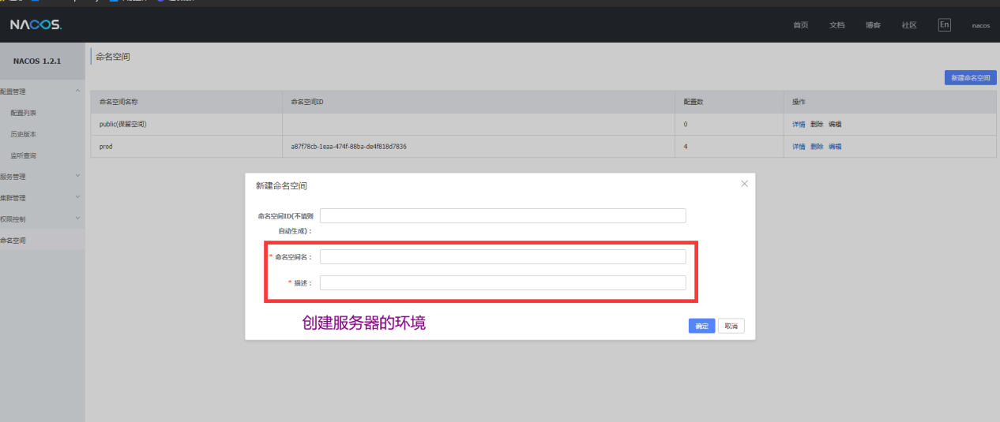 NACOS.
首页 文档 博客 社区 En nacos
NACOS 1.2.1
命名空间
新建命名空间
配置管理
配置列表
历史版本
监听查询
服务管理
集群管理
权限控制
命名空间
命名空间名称 命名空间ID 配置数 操作
public(保留空间) 0 详情 删除 编辑
prod a87f78cb-1eaa-474f-88ba-de4f818d7836 4 详情 删除 编辑
新建命名空间
命名空间ID(不填则
自动生成)：
* 命名空间名：
* 描述：
创建服务器的环境
确定 取消